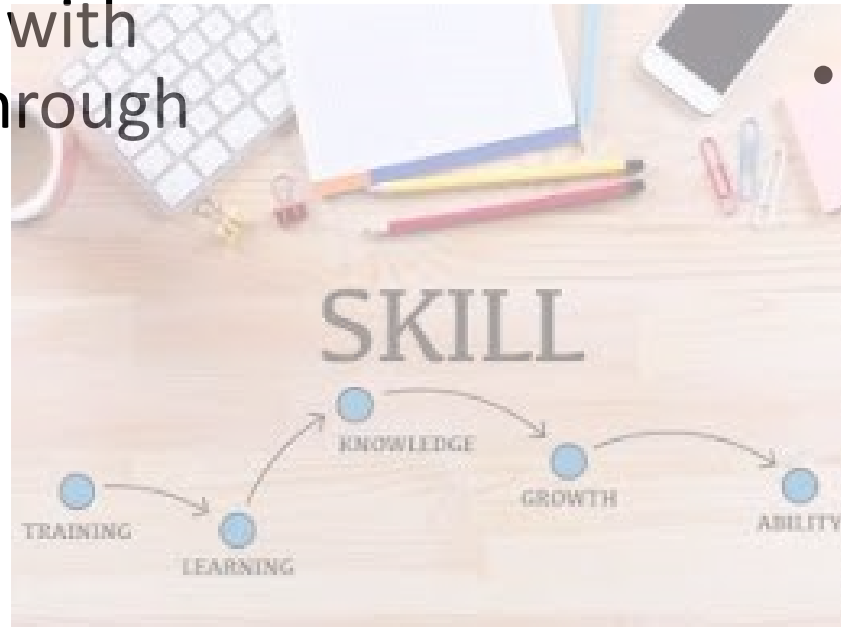 with
hrough
•
SKILL
KNOWLEDGE
GROWTH
TRAINING
ABILITY
LEARNING